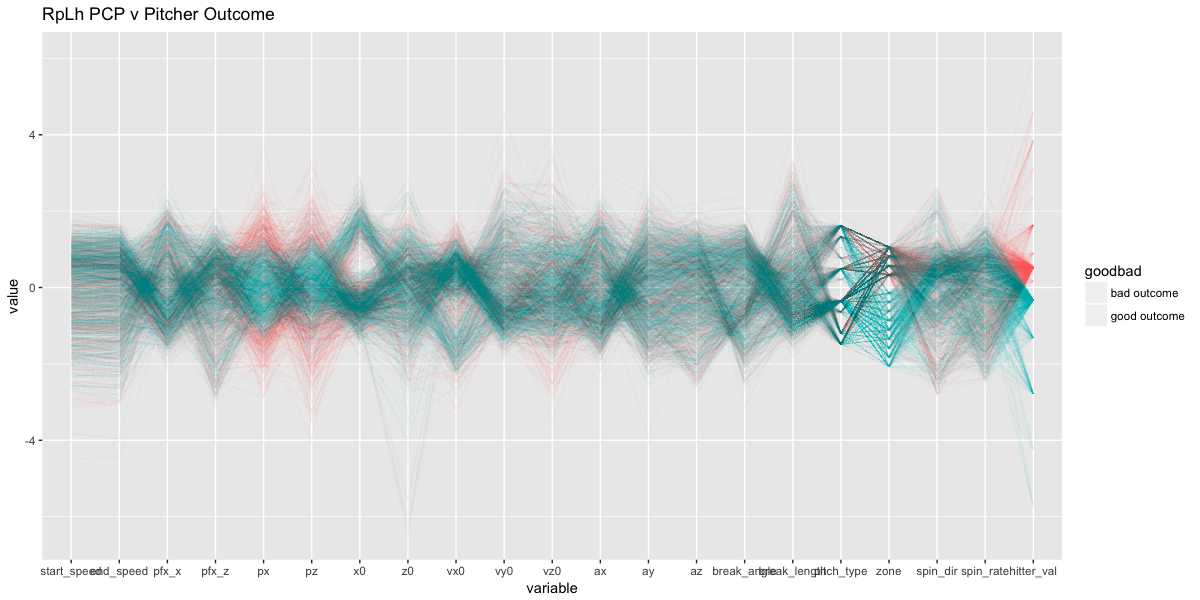 RpLh PCP v Pitcher Outcome
value
4
0
-4
start_speed end_speed pfx_x pfx_z px pz x0 z0 vx0 vy0 vz0 ax ay az break_angle break_length pitch_type zone spin_dir spin_rate hitter_val
variable
goodbad
bad outcome
good outcome